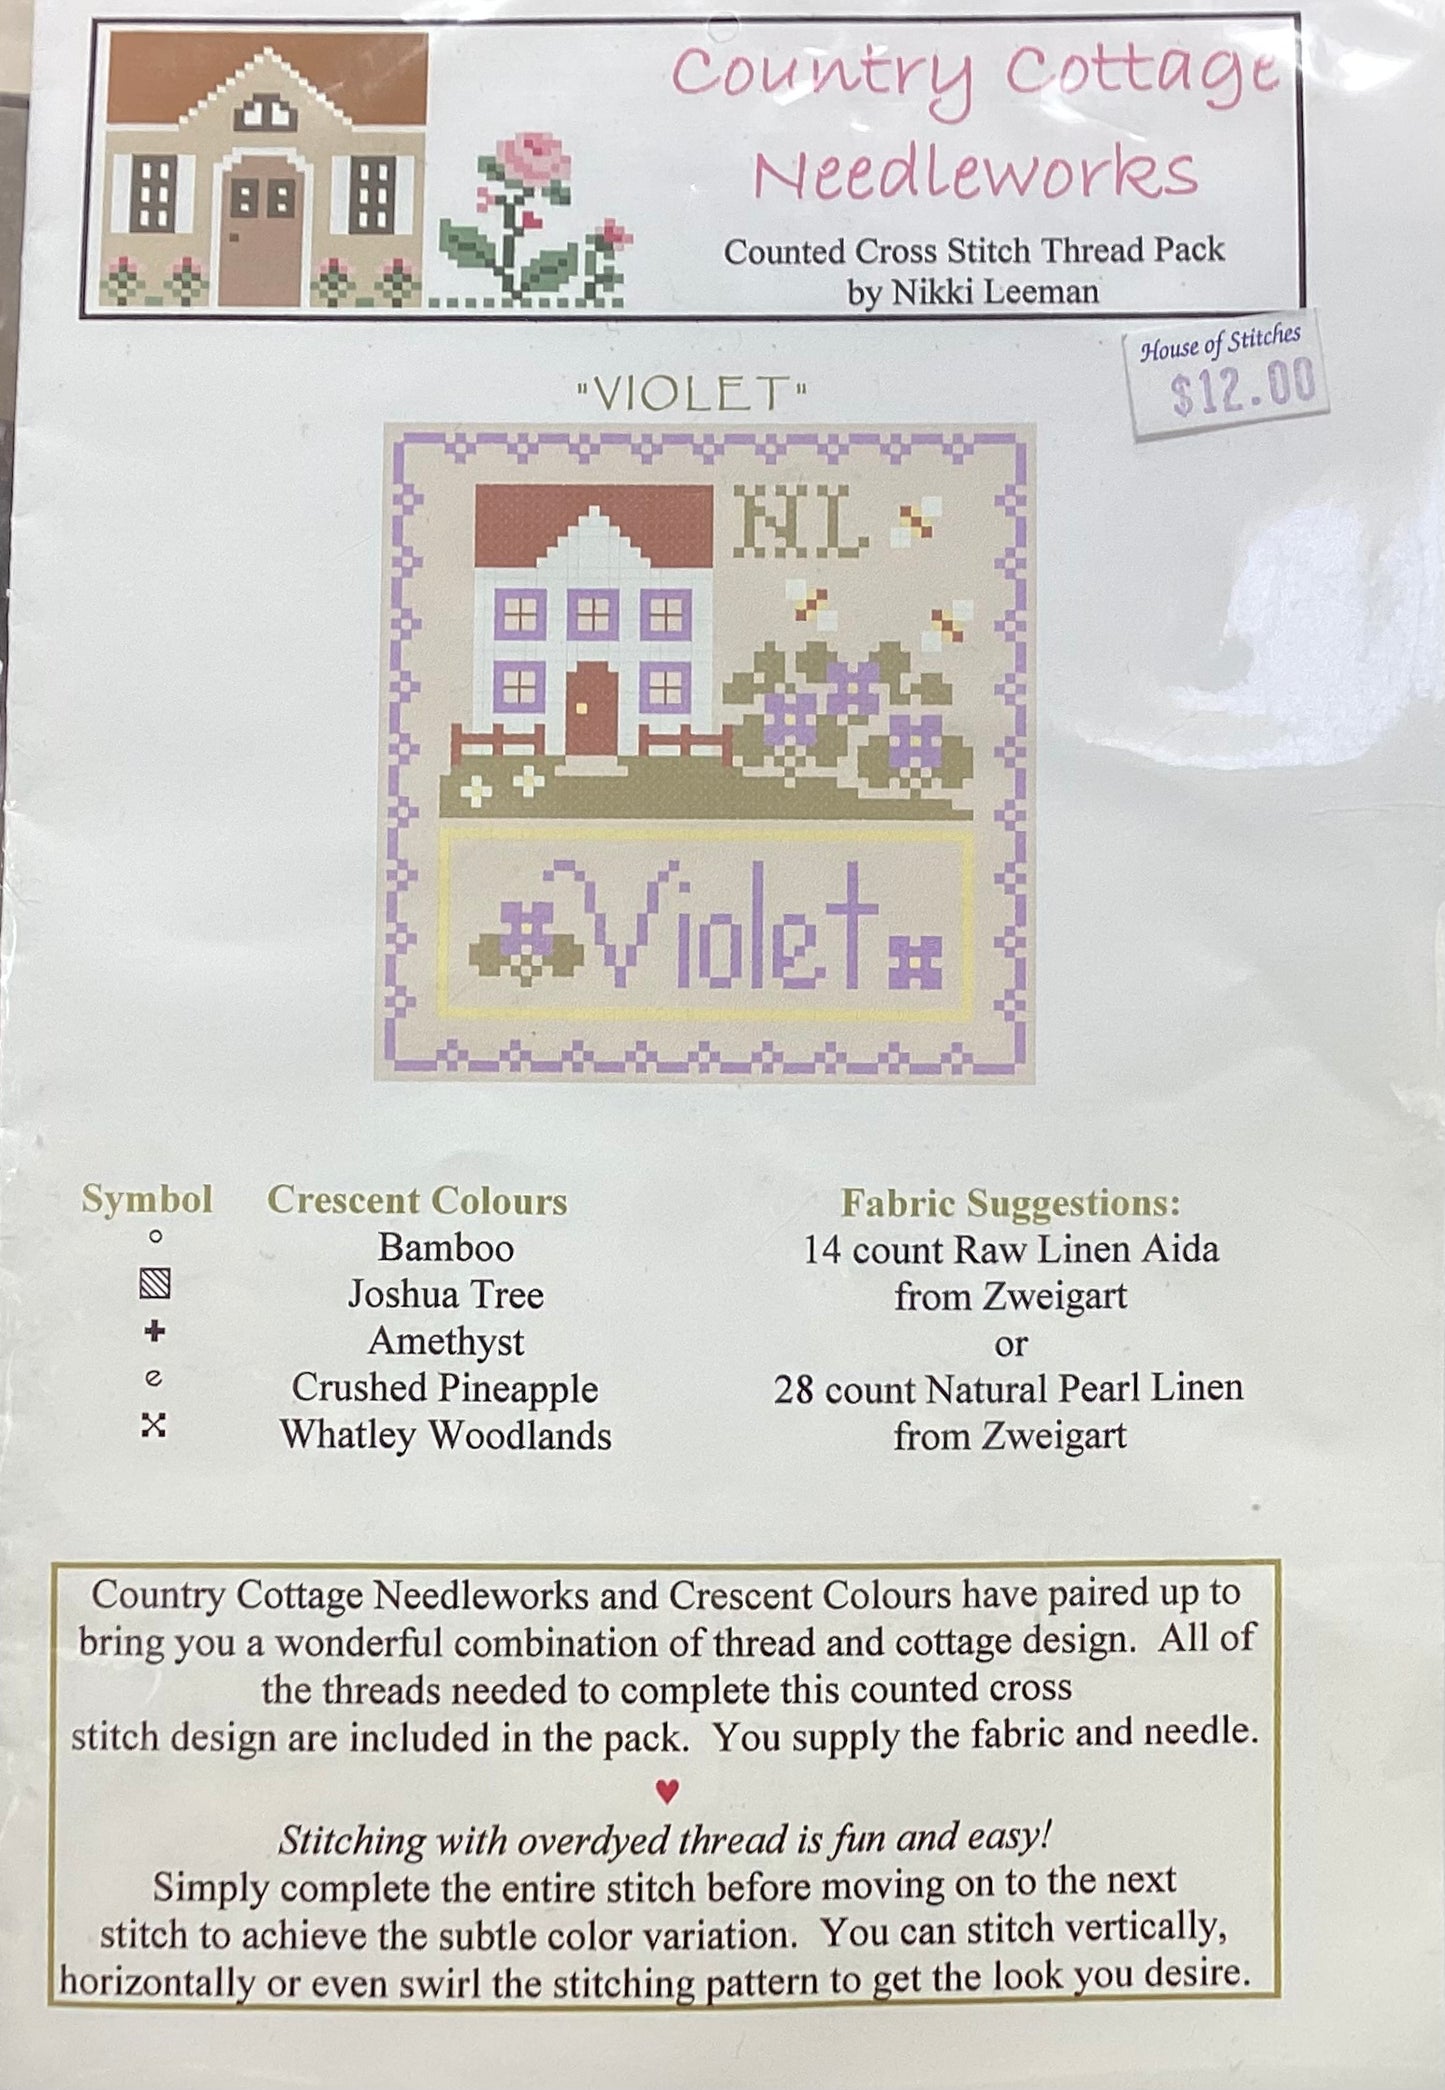 Country Cottage
Needleworks
Counted Cross Stitch Thread Pack
by Nikki Leeman
House of Stitches
$12.00
"VIOLET"
NL
Violet
Symbol Crescent Colours
Bamboo
Joshua Tree
Amethyst
e Crushed Pineapple
Whatley Woodlands
Fabric Suggestions:
14 count Raw Linen Aida
from Zweigart
or
28 count Natural Pearl Linen
from Zweigart
Country Cottage Needleworks and Crescent Colours have paired up to
bring you a wonderful combination of thread and cottage design. All of
the threads needed to complete this counted cross
stitch design are included in the pack. You supply the fabric and needle.
♥
Stitching with overdyed thread is fun and easy!
Simply complete the entire stitch before moving on to the next
stitch to achieve the subtle color variation. You can stitch vertically,
horizontally or even swirl the stitching pattern to get the look you desire.